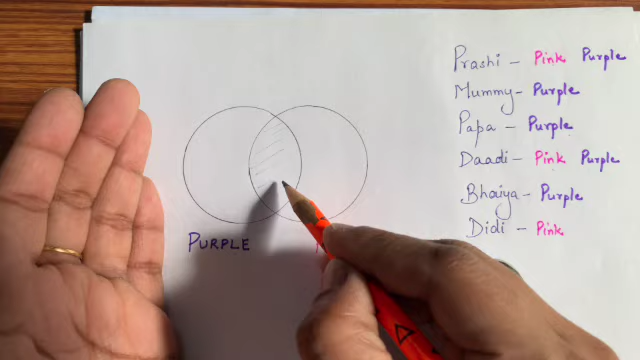 Prashi - Pink Purple
Mummy - Purple
Papa - Purple
Daadi - Pink Purple
Bhaiya - Purple
Didi - Pink
PURPLE